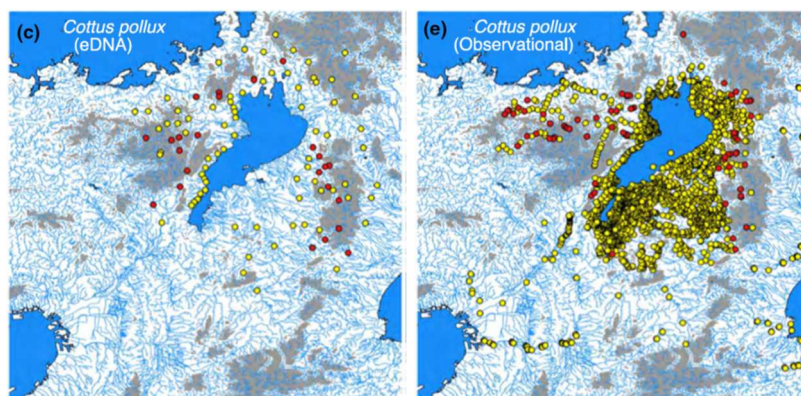 (c)
Cottus pollux
(eDNA)
(e)
Cottus pollux
(Observational)